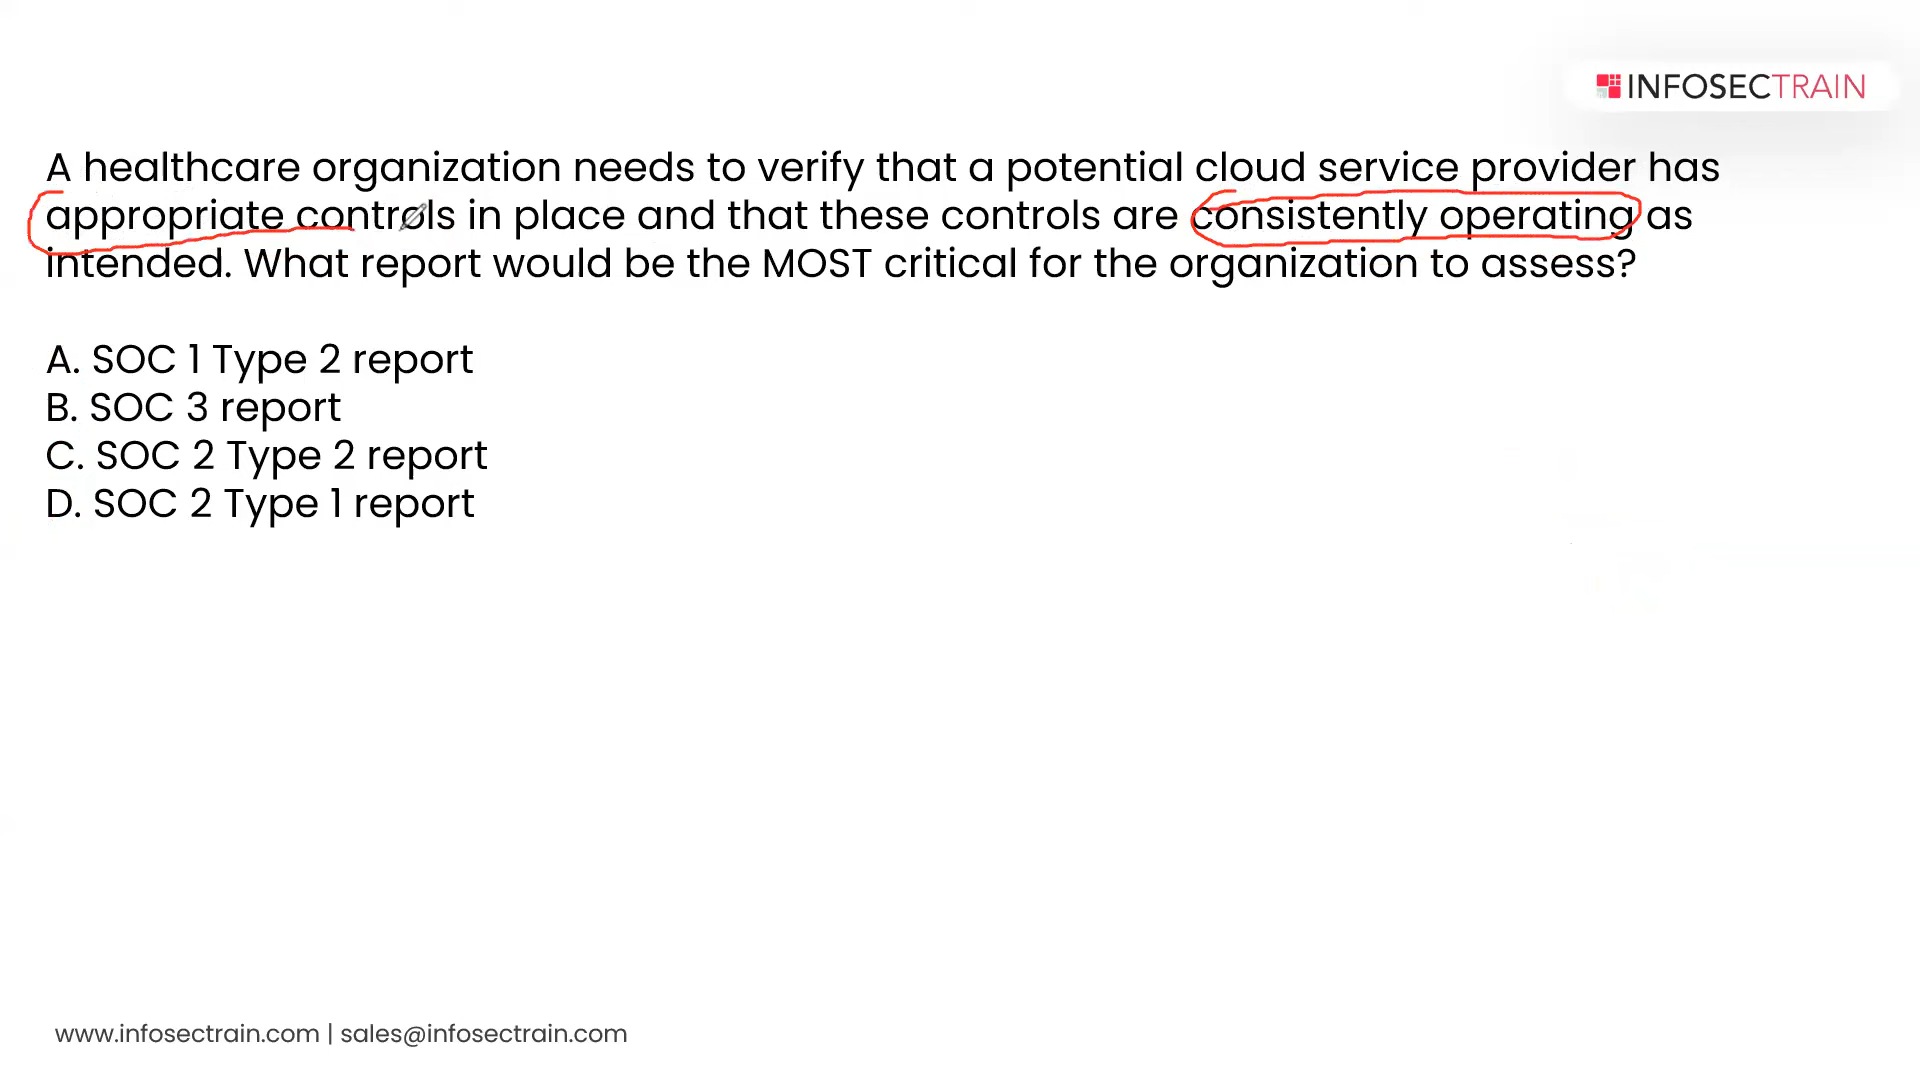 INFOSECTRAIN
A healthcare organization needs to verify that a potential cloud service provider has
appropriate controls in place and that these controls are consistently operating as
intended. What report would be the MOST critical for the organization to assess?
A. SOC 1 Type 2 report
B. SOC 3 report
C. SOC 2 Type 2 report
D. SOC 2 Type 1 report
www.infosectrain.com | sales@infosectrain.com